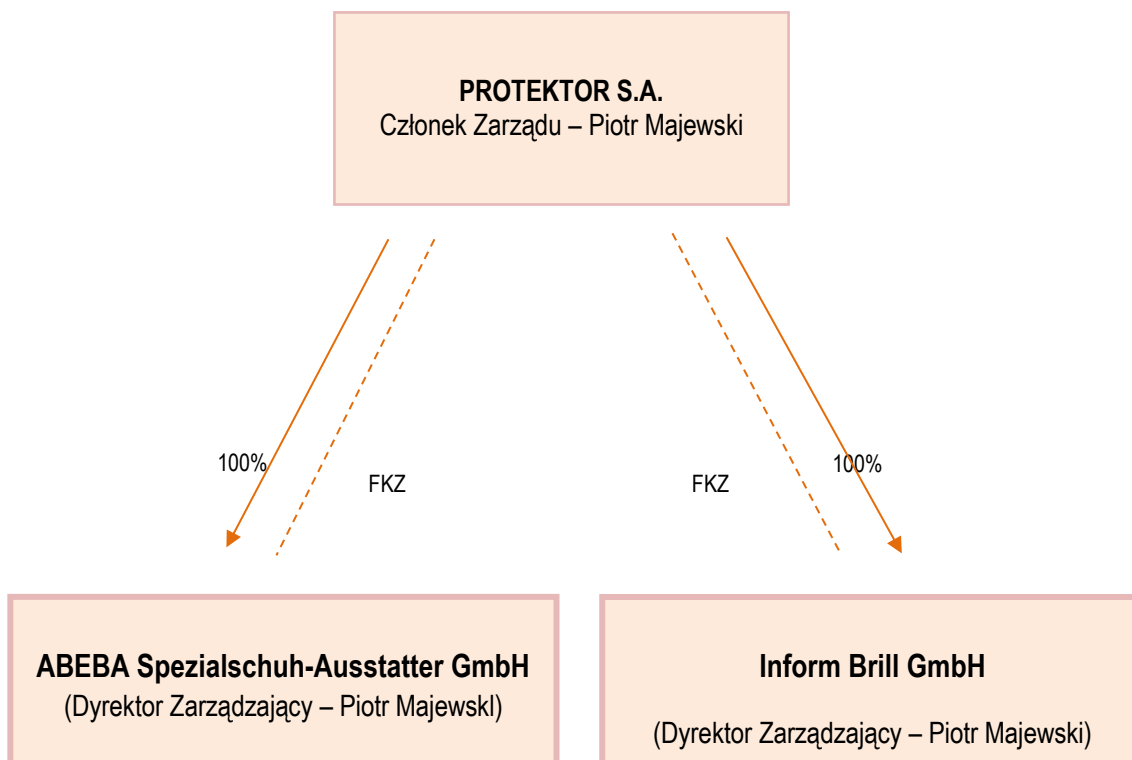 PROTEKTOR S.A.
Członek Zarządu – Piotr Majewski
100%
FKZ
FKZ
100%
ABEBA Spezialschuh-Ausstatter GmbH
(Dyrektor Zarządzający – Piotr Majewskl)
Inform Brill GmbH
(Dyrektor Zarządzający – Piotr Majewski)